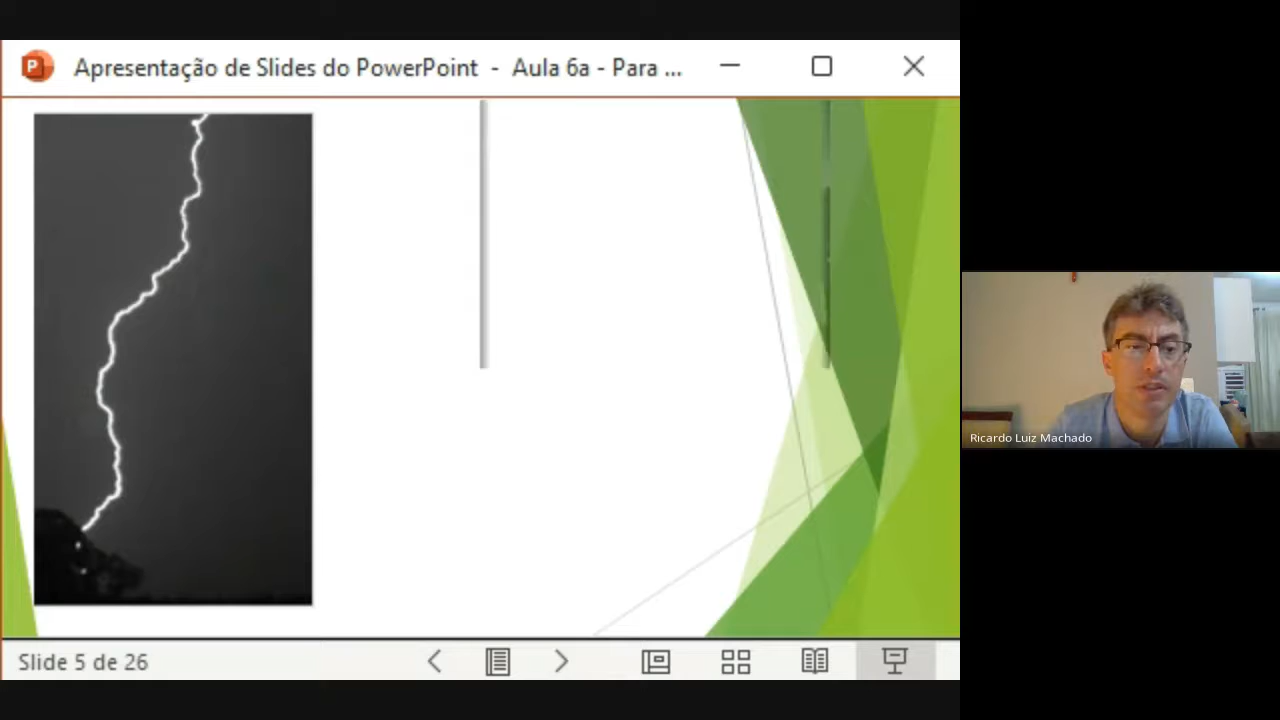 P
Apresentação de Slides do PowerPoint - Aula 6a - Para ...
Ricardo Luiz Machado
Slide 5 de 26